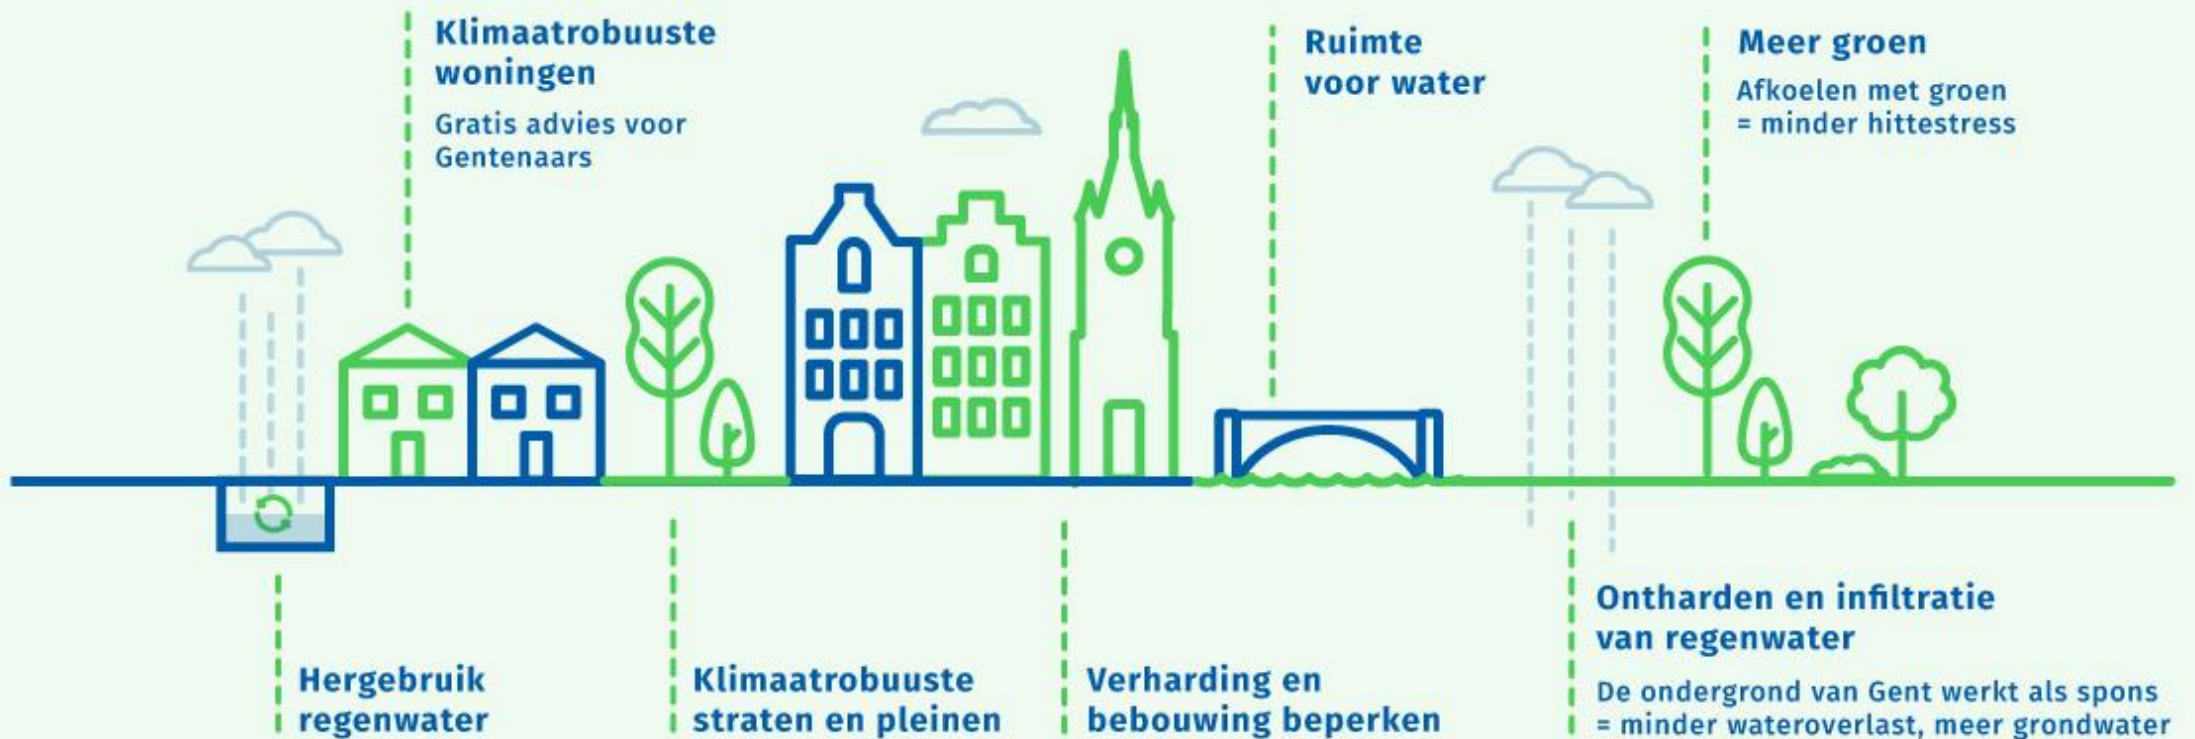 Klimaatrobuuste
woningen
Gratis advies voor
Gentenaars
Ruimte
voor water
Meer groen
Afkoelen met groen
= minder hittestress
Hergebruik
regenwater
Klimaatrobuuste
straten en pleinen
Verharding en
bebouwing beperken
Ontharden en infiltratie
van regenwater
De ondergrond van Gent werkt als spons
= minder wateroverlast, meer grondwater